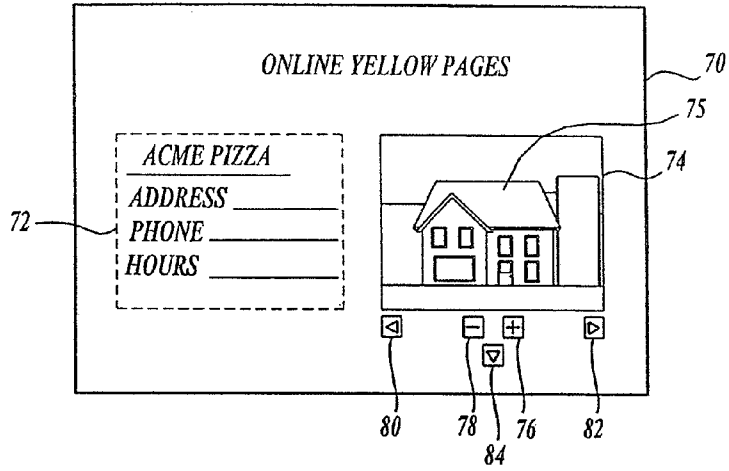 ONLINE YELLOW PAGES
70
75
74
ACME PIZZA
ADDRESS
72
PHONE
HOURS
80
78
84
76
82